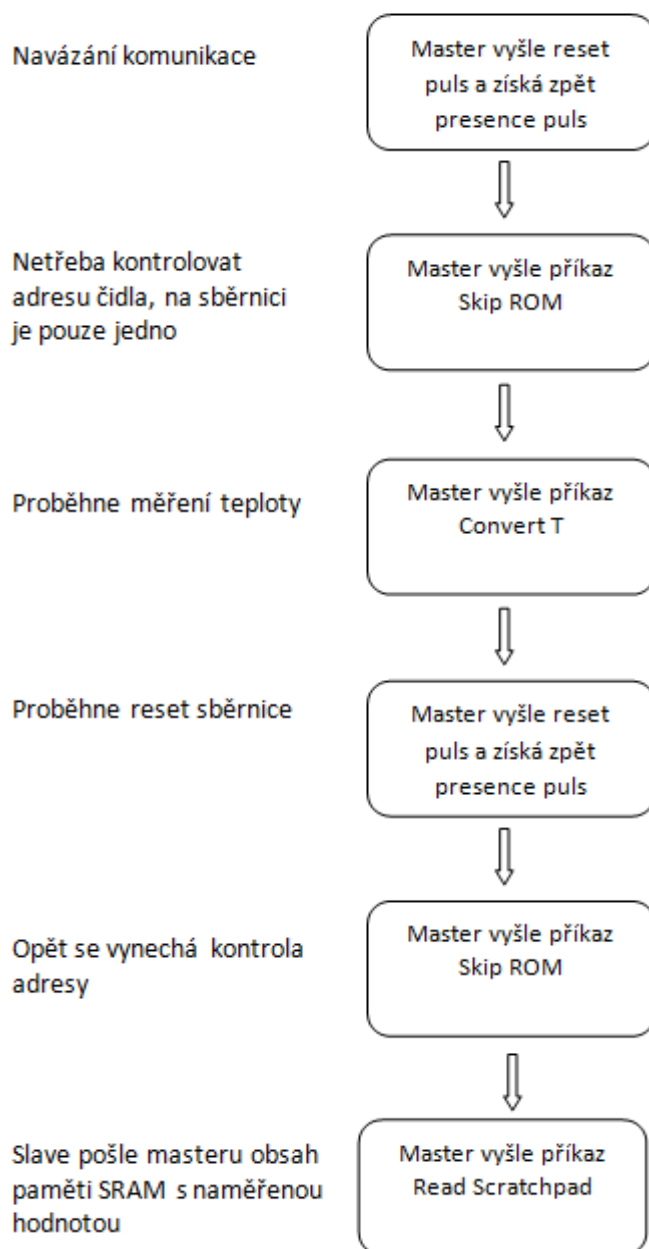 Navázání komunikace
Master vyšle reset
puls a získá zpět
presence puls
Netřeba kontrolovat
adresu čidla, na sběrnici
je pouze jedno
Master vyšle příkaz
Skip ROM
Proběhne měření teploty
Master vyšle příkaz
Convert T
Proběhne reset sběrnice
Master vyšle reset
puls a získá zpět
presence puls
Opět se vynechá kontrola
adresy
Master vyšle příkaz
Skip ROM
Slave pošle masteru obsah
paměti SRAM s naměřenou
hodnotou
Master vyšle příkaz
Read Scratchpad